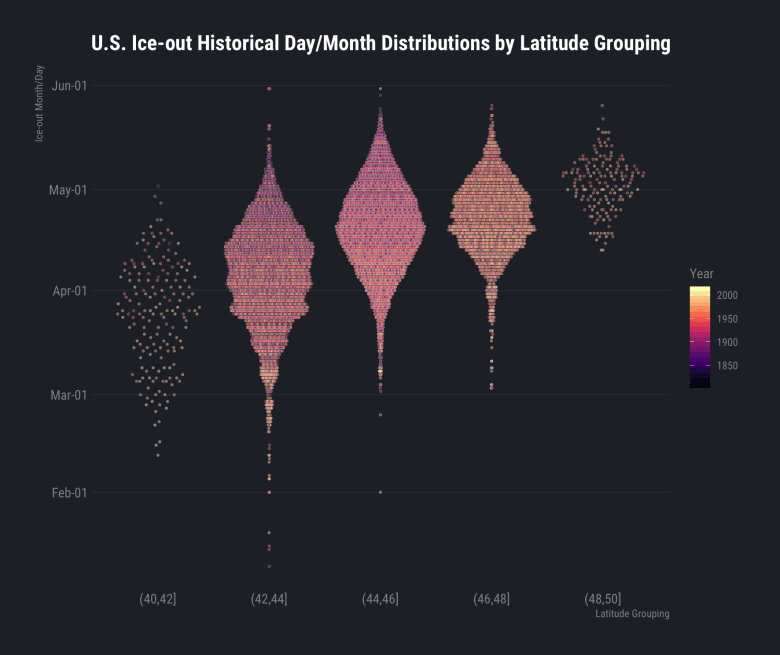 U.S. Ice-out Historical Day/Month Distributions by Latitude Grouping
Ice-out Month/Day
Jun-01
May-01
Apr-01
Mar-01
Feb-01
(40,42]
(42,44]
(44,46]
(46,48]
(48,50]
Latitude Grouping
Year
2000
1950
1900
1850